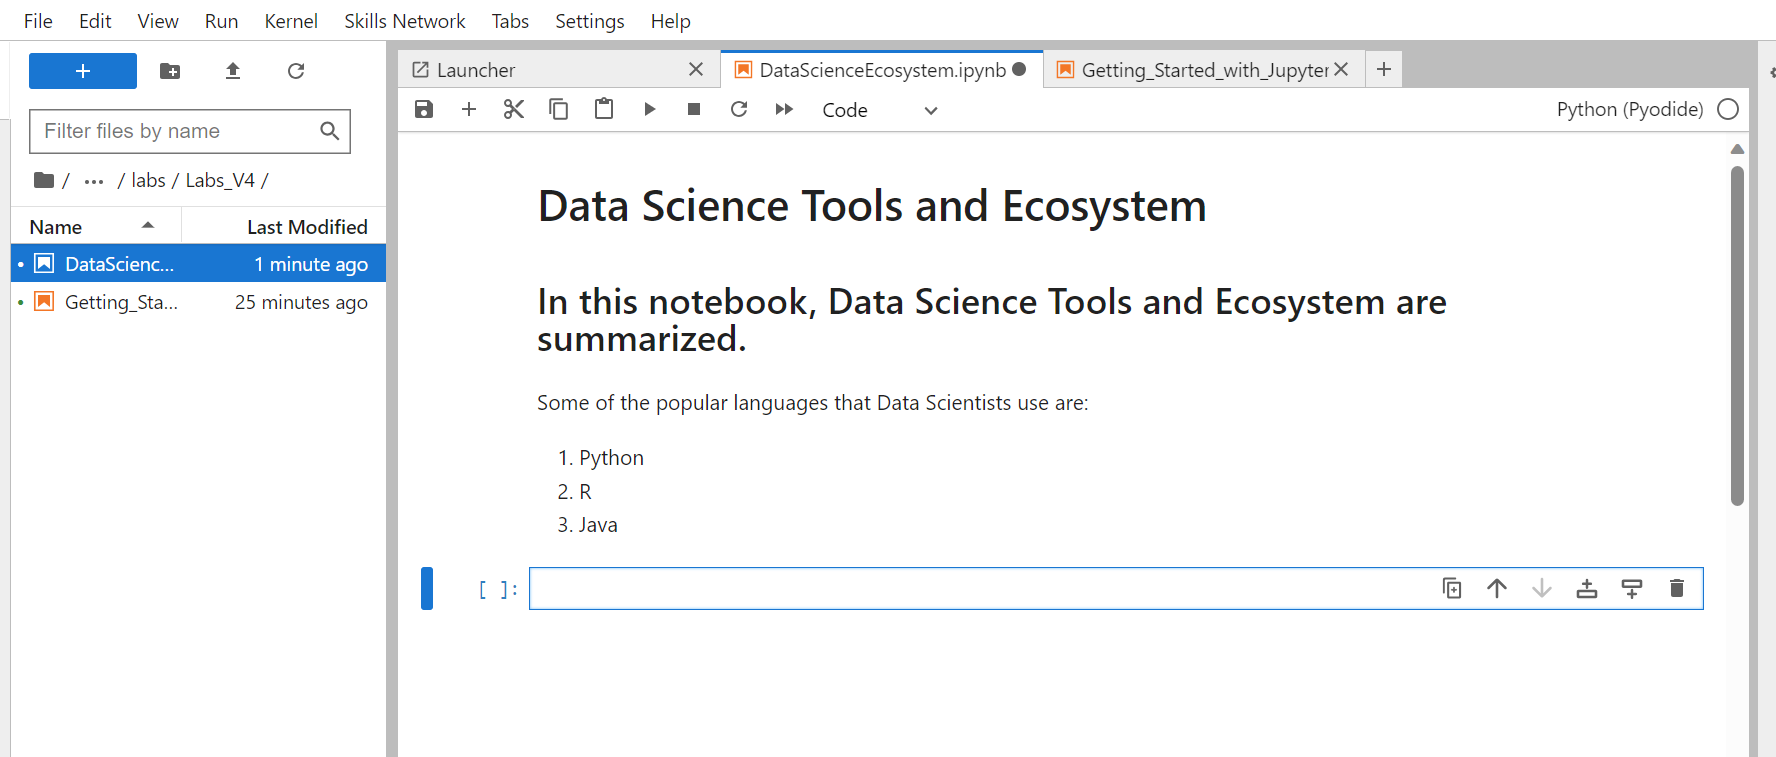 File Edit View Run Kernel Skills Network Tabs Settings Help
+
Filter files by name
/ ... / labs / Labs_V4 /
Name Last Modified
DataScienc... 1 minute ago
Getting_Sta... 25 minutes ago
Launcher DataScienceEcosystem.ipynb Getting_Started_with_Jupyter
Code Python (Pyodide)
Data Science Tools and Ecosystem
In this notebook, Data Science Tools and Ecosystem are
summarized.
Some of the popular languages that Data Scientists use are:
1. Python
2. R
3. Java
[ ]: